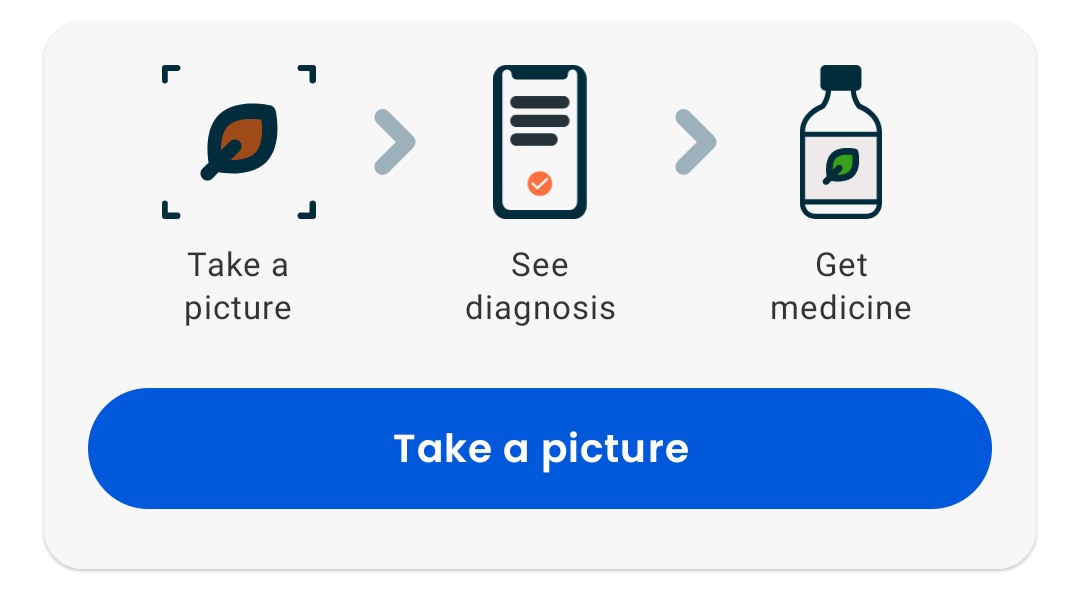 Take a
picture
See
diagnosis
Get
medicine
Take a picture